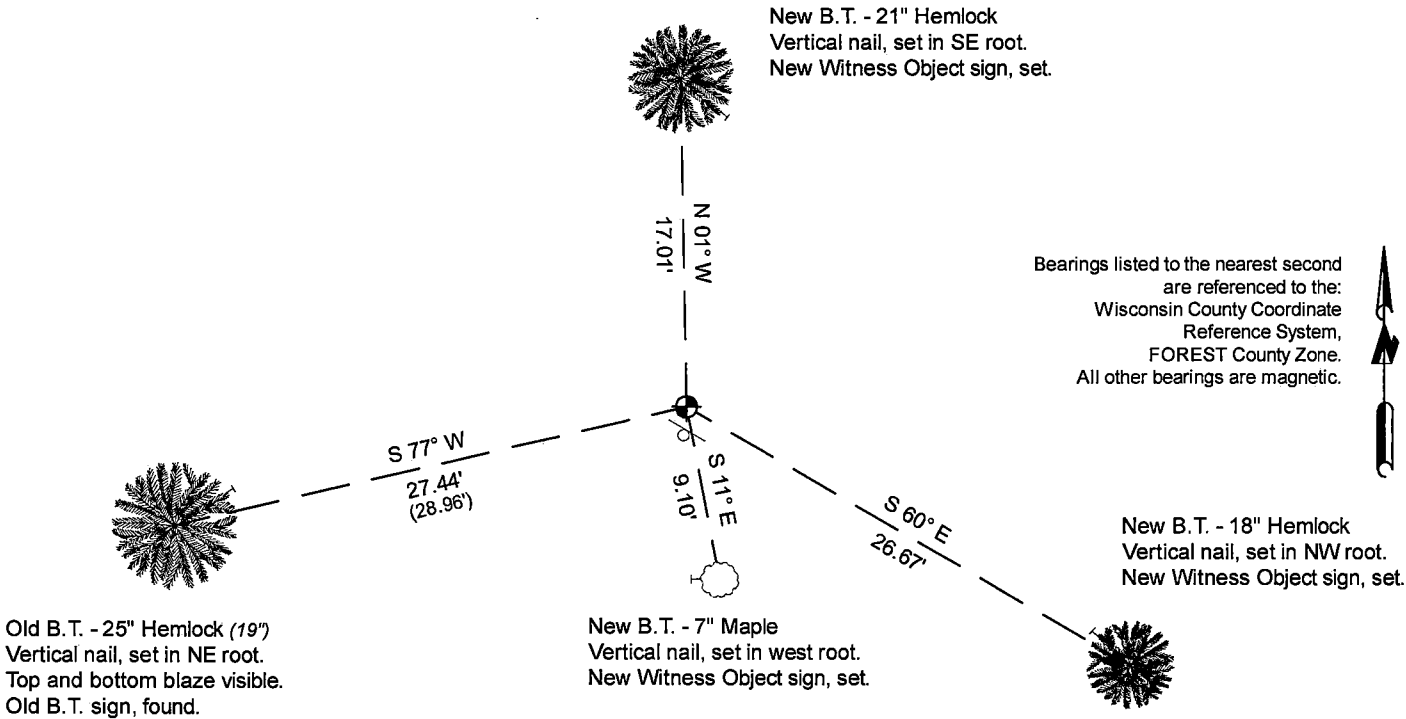 New B.T. - 21" Hemlock
Vertical nail, set in SE root.
New Witness Object sign, set.
N 01° W
17.01'
Bearings listed to the nearest second
are referenced to the:
Wisconsin County Coordinate
Reference System,
FOREST County Zone.
All other bearings are magnetic.
N
S 77° W
27.44'
(28.96')
S 11° E
9.10'
S 60° E
26.67'
New B.T. - 18" Hemlock
Vertical nail, set in NW root.
New Witness Object sign, set.
Old B.T. - 25" Hemlock (19")
Vertical nail, set in NE root.
Top and bottom blaze visible.
Old B.T. sign, found.
New B.T. - 7" Maple
Vertical nail, set in west root.
New Witness Object sign, set.